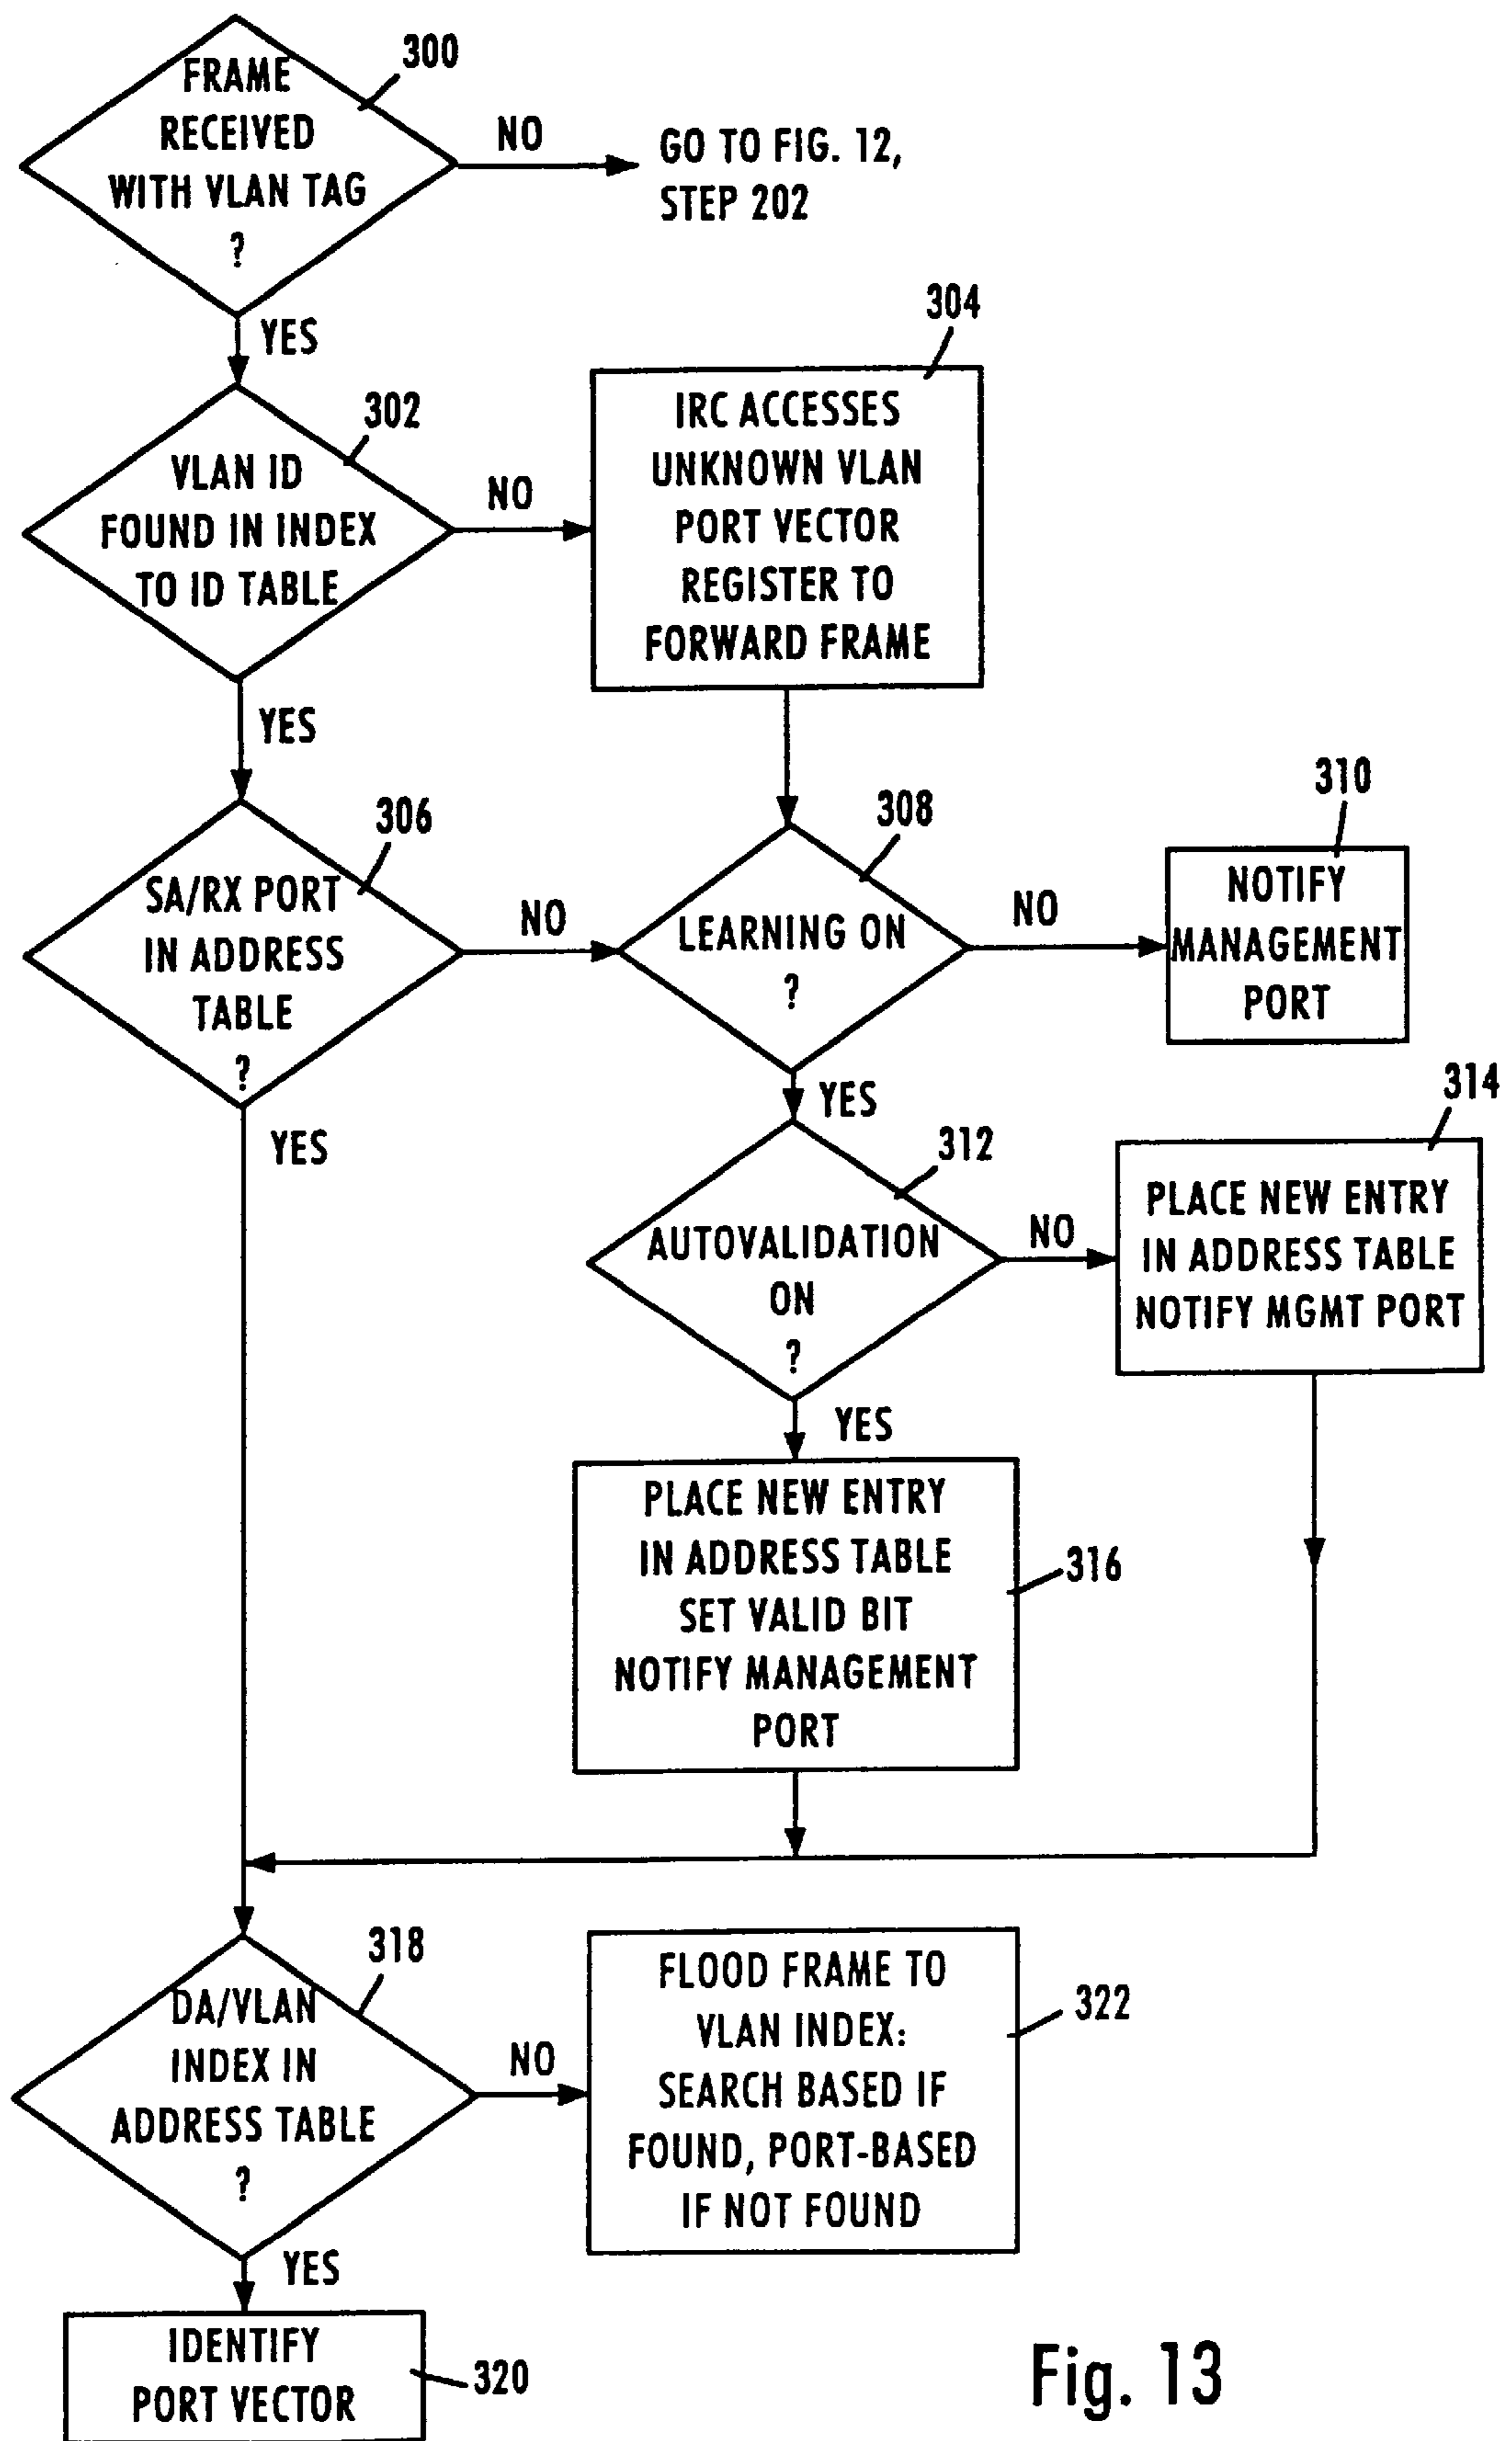 300
FRAME
RECEIVED
WITH VLAN TAG
?
NO
GO TO FIG. 12,
STEP 202
YES
302
VLAN ID
FOUND IN INDEX
TO ID TABLE
NO
304
IRC ACCESSES
UNKNOWN VLAN
PORT VECTOR
REGISTER TO
FORWARD FRAME
YES
306
SA/RX PORT
IN ADDRESS
TABLE
?
NO
308
LEARNING ON
?
NO
310
NOTIFY
MANAGEMENT
PORT
YES
YES
312
AUTOVALIDATION
ON
?
NO
314
PLACE NEW ENTRY
IN ADDRESS TABLE
NOTIFY MGMT PORT
YES
PLACE NEW ENTRY
IN ADDRESS TABLE
SET VALID BIT
NOTIFY MANAGEMENT
PORT
316
318
DA/VLAN
INDEX IN
ADDRESS TABLE
?
NO
FLOOD FRAME TO
VLAN INDEX:
SEARCH BASED IF
FOUND, PORT-BASED
IF NOT FOUND
322
YES
IDENTIFY
PORT VECTOR
320
Fig. 13